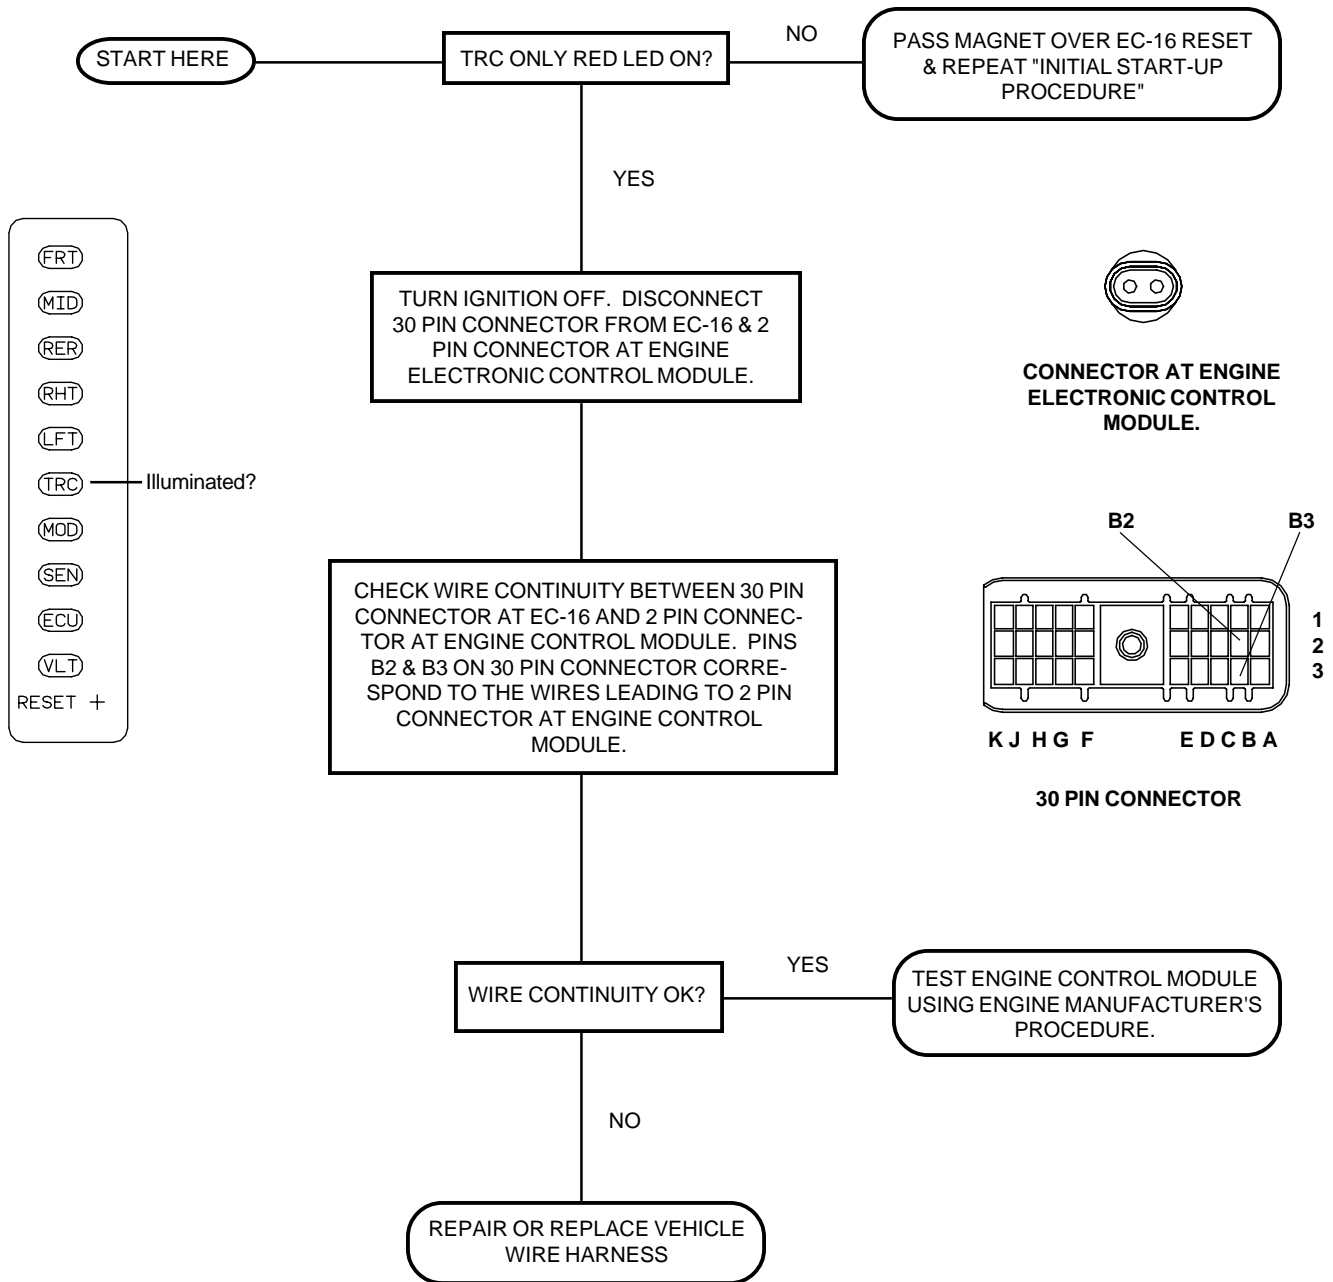 START HERE
TRC ONLY RED LED ON?
NO
PASS MAGNET OVER EC-16 RESET
& REPEAT "INITIAL START-UP
PROCEDURE"
YES
FRT
MID
RER
RHT
LFT
TRC
Illuminated?
MOD
SEN
ECU
VLT
RESET +
TURN IGNITION OFF. DISCONNECT
30 PIN CONNECTOR FROM EC-16 & 2
PIN CONNECTOR AT ENGINE
ELECTRONIC CONTROL MODULE.
CONNECTOR AT ENGINE
ELECTRONIC CONTROL
MODULE.
CHECK WIRE CONTINUITY BETWEEN 30 PIN
CONNECTOR AT EC-16 AND 2 PIN CONNEC-
TOR AT ENGINE CONTROL MODULE. PINS
B2 & B3 ON 30 PIN CONNECTOR CORRE-
SPOND TO THE WIRES LEADING TO 2 PIN
CONNECTOR AT ENGINE CONTROL
MODULE.
B2
B3
1
2
3
K J H G F E D C B A
30 PIN CONNECTOR
WIRE CONTINUITY OK?
YES
TEST ENGINE CONTROL MODULE
USING ENGINE MANUFACTURER'S
PROCEDURE.
NO
REPAIR OR REPLACE VEHICLE
WIRE HARNESS